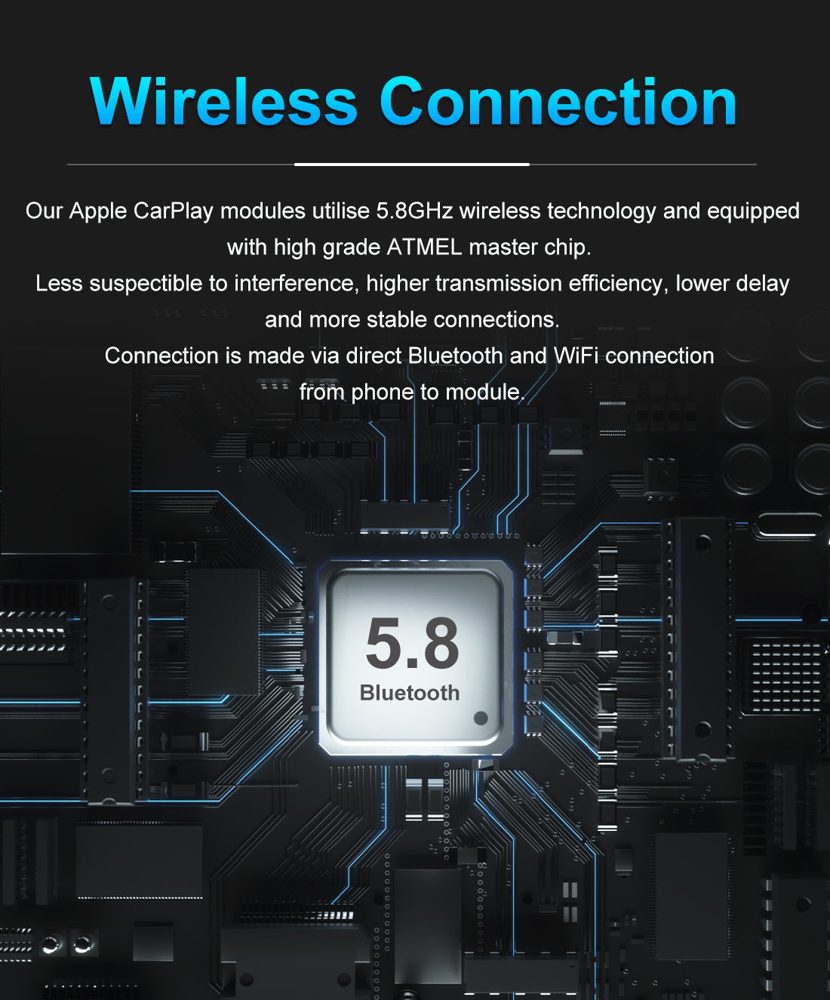 Wireless Connection
Our Apple CarPlay modules utilise 5.8GHz wireless technology and equipped
with high grade ATMEL master chip.
Less suspectible to interference, higher transmission efficiency, lower delay
and more stable connections.
Connection is made via direct Bluetooth and WiFi connection
from phone to module.
5.8
Bluetooth